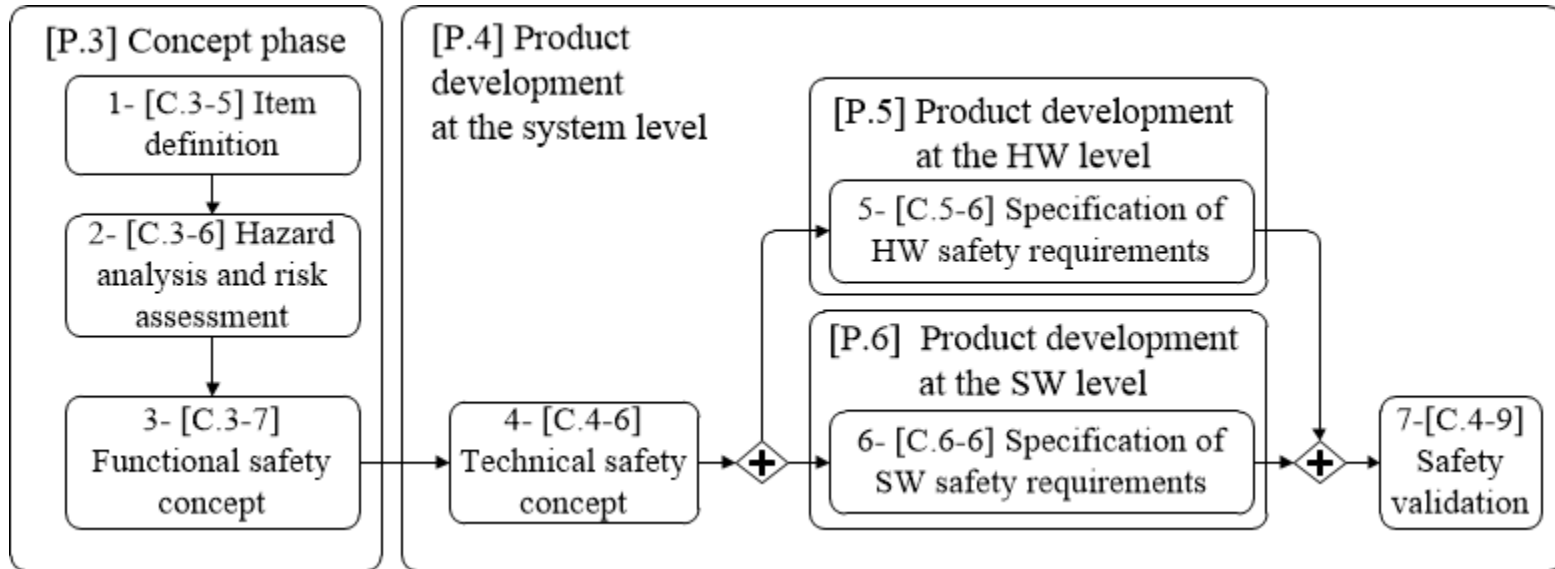 [P.3] Concept phase
1- [C.3-5] Item
definition
2- [C.3-6] Hazard
analysis and risk
assessment
3- [C.3-7]
Functional safety
concept
[P.4] Product
development
at the system level
4- [C.4-6]
Technical safety
concept
[P.5] Product development
at the HW level
5- [C.5-6] Specification of
HW safety requirements
[P.6] Product development
at the SW level
6- [C.6-6] Specification of
SW safety requirements
7-[C.4-9]
Safety
validation